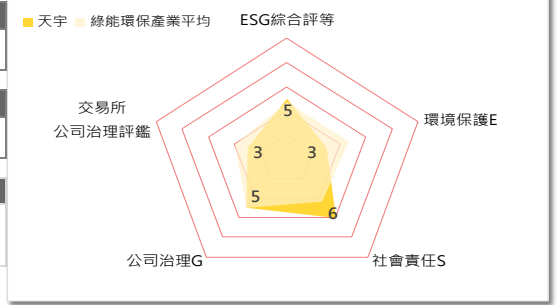 天宇 綠能環保產業平均
ESG綜合評等
5
環境保護E
3
6
社會責任S
5
公司治理G
3
交易所
公司治理評鑑